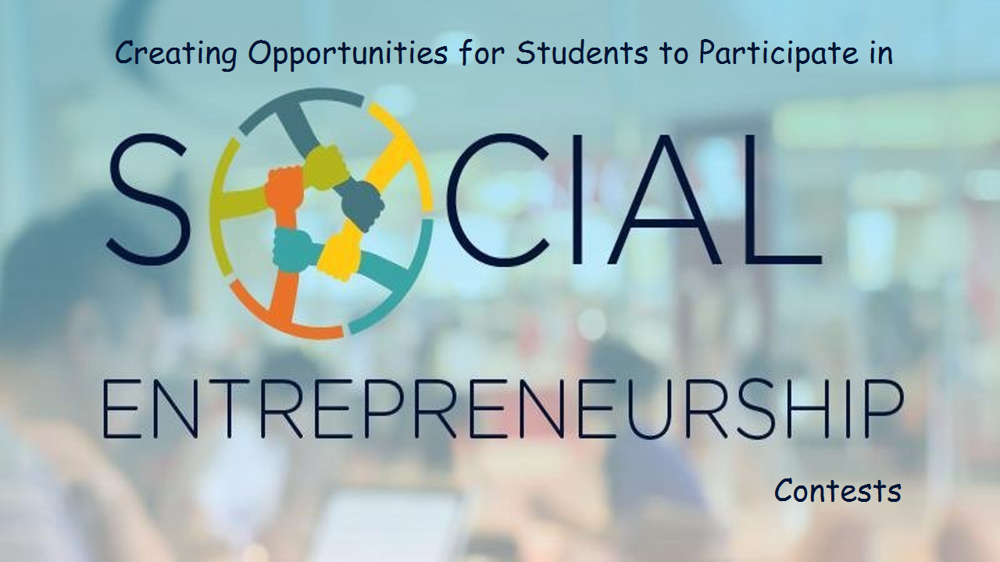 Creating Opportunities for Students to Participate in
SOCIAL
ENTREPRENEURSHIP
Contests